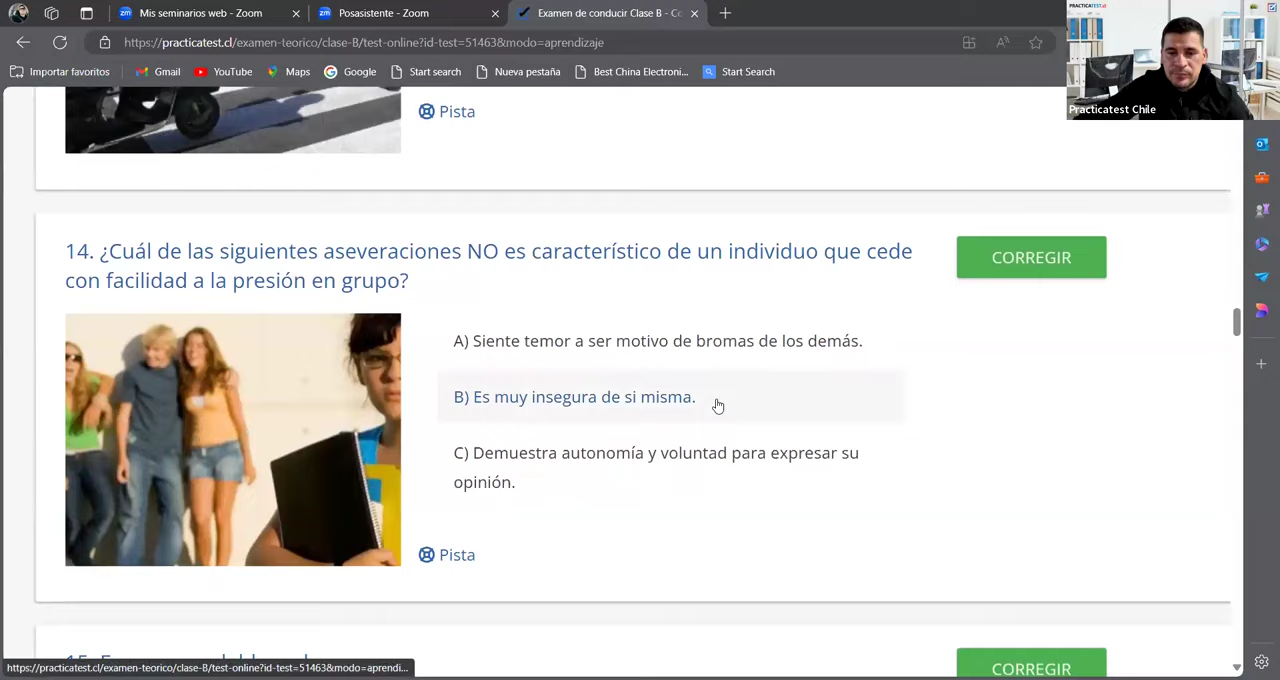 Mis seminarios web - Zoom
Posasistente - Zoom
Examen de conducir Clase B - Co
https://practicatest.cl/examen-teorico/clase-B/test-online?id-test=51463&modo=aprendizaje
Importar favoritos
Gmail
YouTube
Maps
Google
Start search
Nueva pestaña
Best China Electroni...
Start Search
PRACTICATEST.cl
Practicatest Chile
Pista
14. ¿Cuál de las siguientes aseveraciones NO es característico de un individuo que cede
con facilidad a la presión en grupo?
CORREGIR
A) Siente temor a ser motivo de bromas de los demás.
B) Es muy insegura de si misma.
C) Demuestra autonomía y voluntad para expresar su
opinión.
Pista
CORREGIR
https://practicatest.cl/examen-teorico/clase-B/test-online?id-test=51463&modo=aprendi...